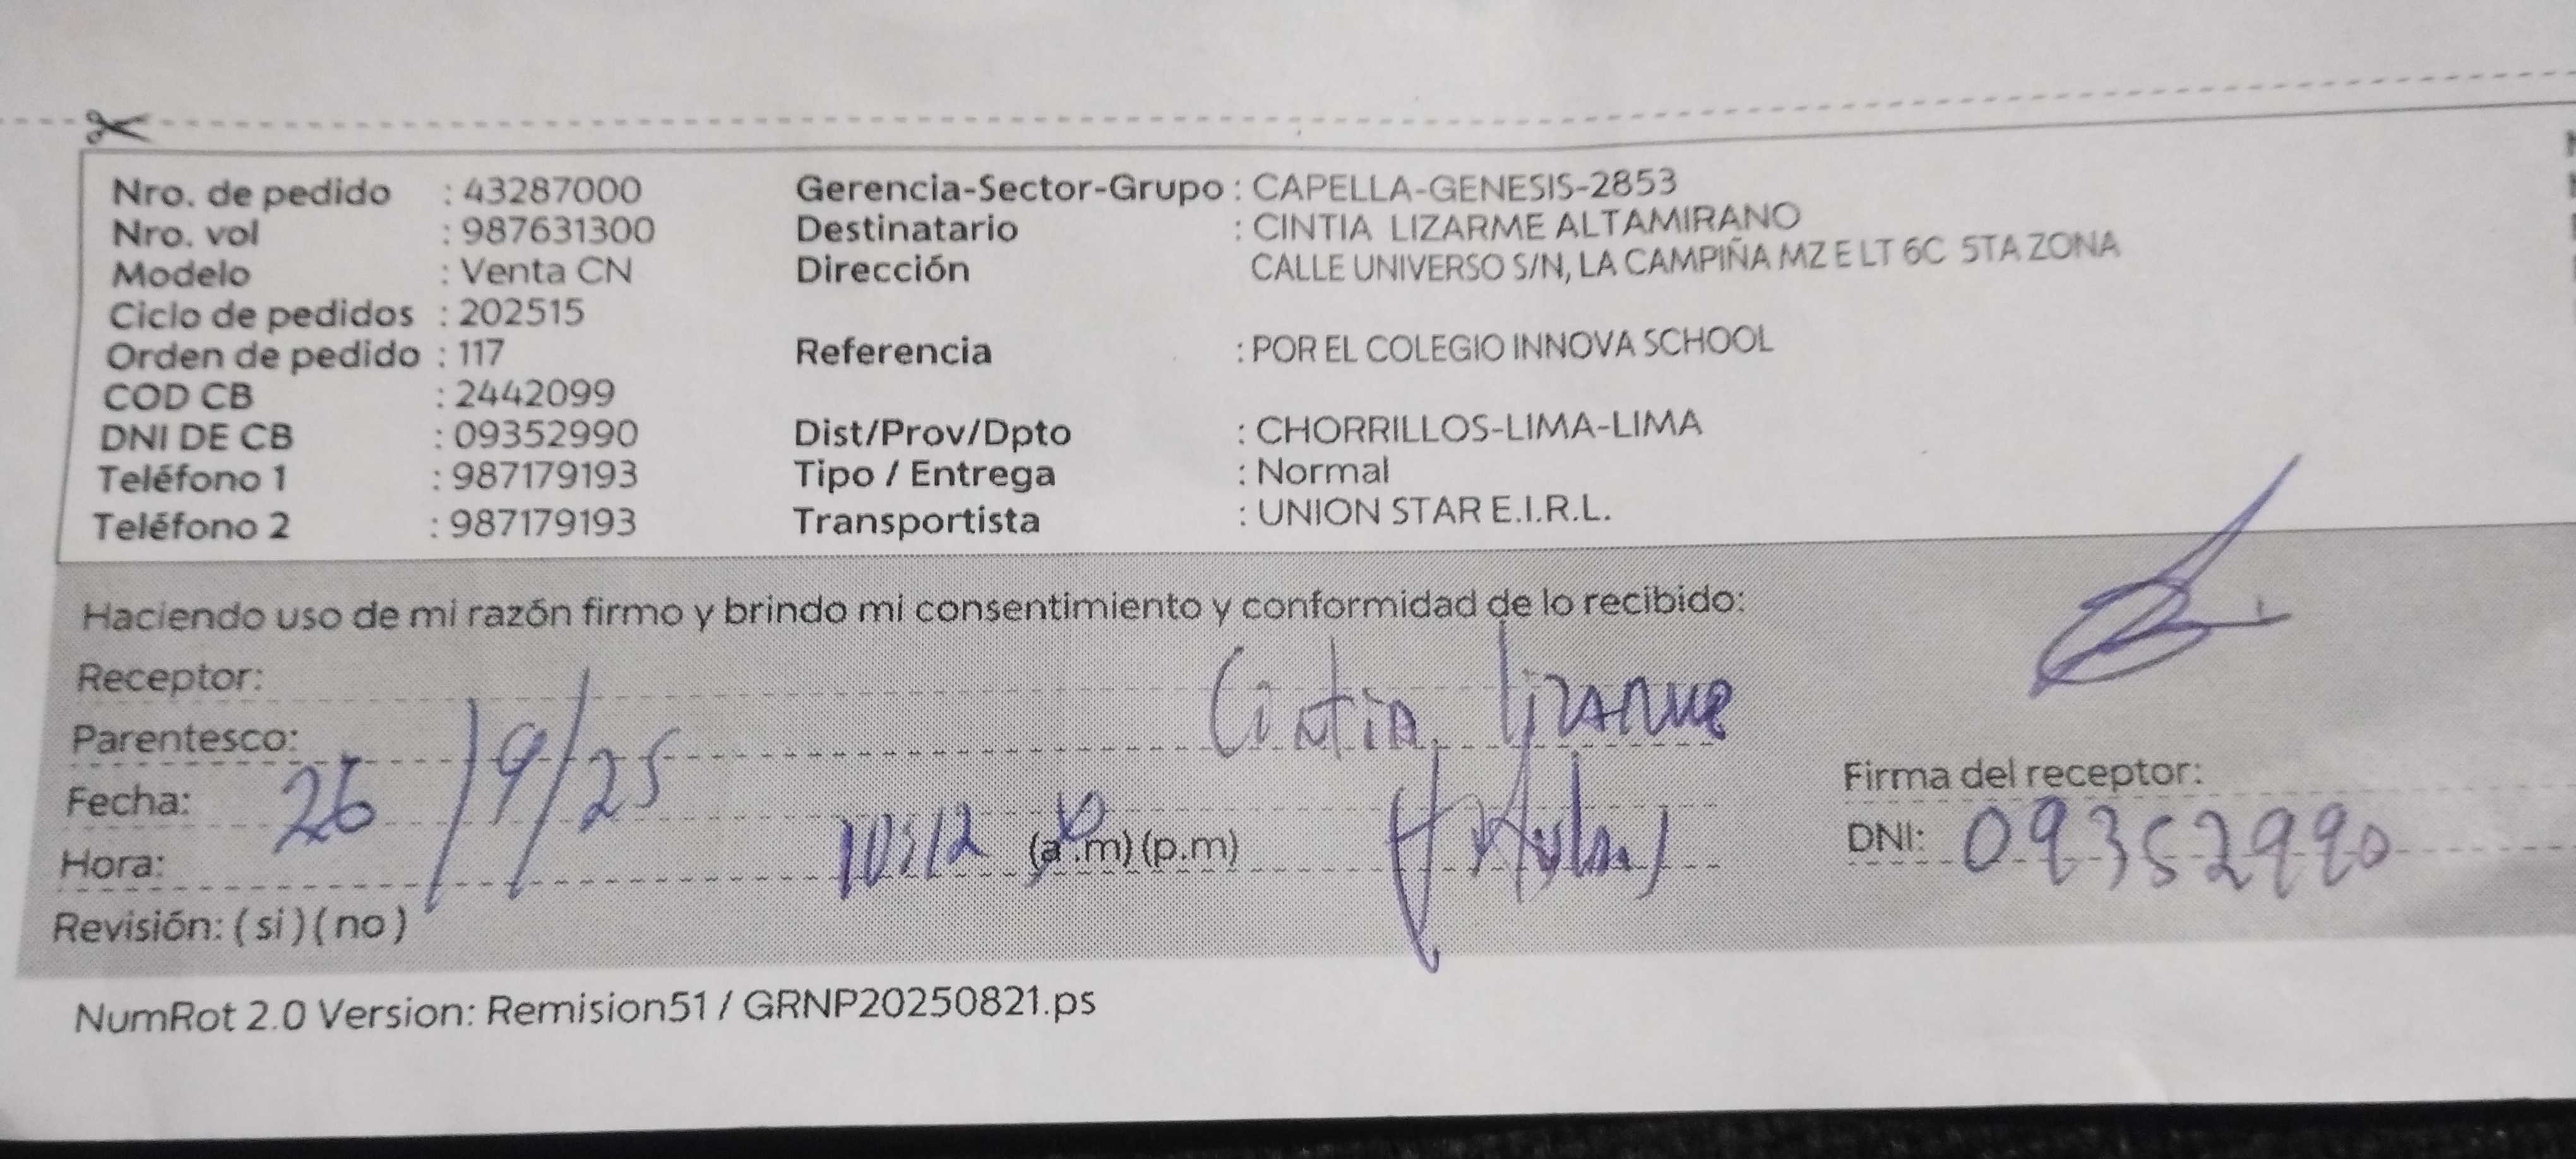 Nro. de pedido : 43287000 Gerencia-Sector-Grupo : CAPELLA-GENESIS-2853
Nro. vol : 987631300 Destinatario : CINTIA LIZARME ALTAMIRANO
Modelo : Venta CN Dirección CALLE UNIVERSO S/N, LA CAMPIÑA MZ E LT 6C 5TA ZONA
Ciclo de pedidos : 202515
Orden de pedido : 117 Referencia : POR EL COLEGIO INNOVA SCHOOL
COD CB : 2442099
DNI DE CB : 09352990 Dist/Prov/Dpto : CHORRILLOS-LIMA-LIMA
Teléfono 1 : 987179193 Tipo / Entrega : Normal
Teléfono 2 : 987179193 Transportista : UNION STAR E.I.R.L.
Haciendo uso de mi razón firmo y brindo mi consentimiento y conformidad de lo recibido:
Receptor: Cintia Lizarme
Parentesco:
Fecha: 26/9/25 Firma del receptor:
Hora: (a.m) (p.m) DNI: 09352990
Revisión: ( si ) ( no )
NumRot 2.0 Version: Remision51 / GRNP20250821.ps